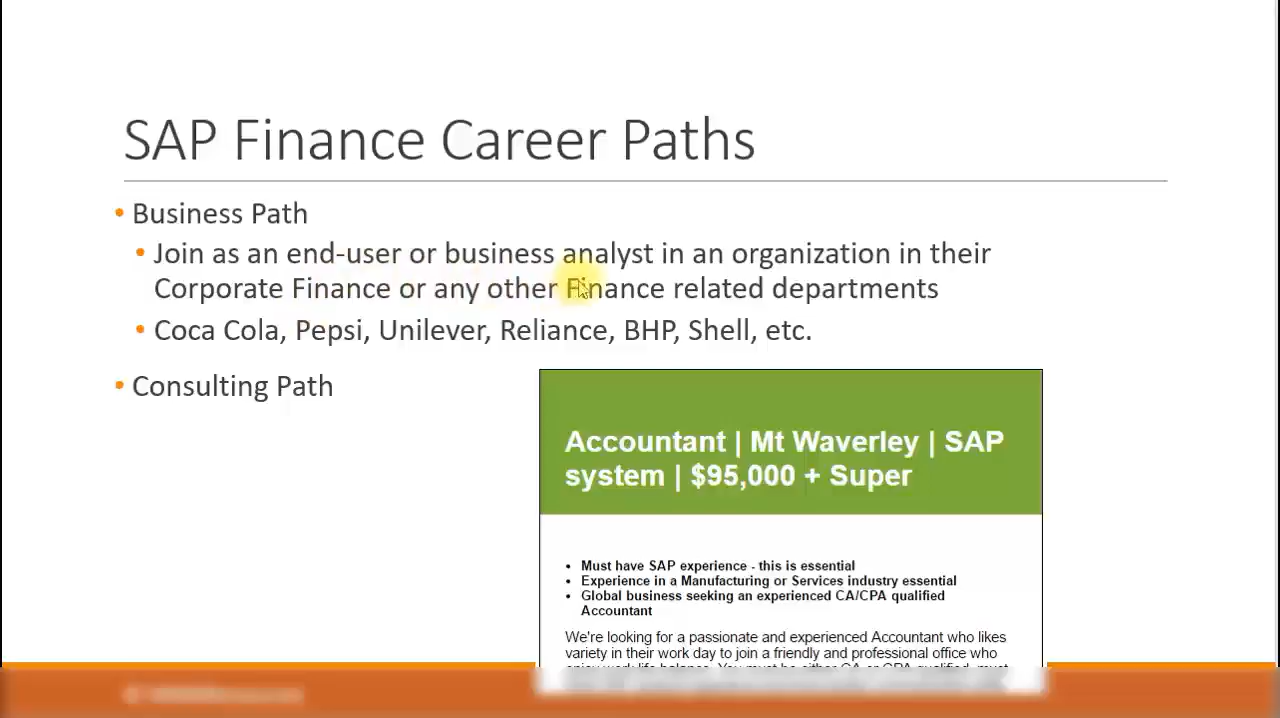 SAP Finance Career Paths
• Business Path
• Join as an end-user or business analyst in an organization in their
Corporate Finance or any other Finance related departments
• Coca Cola, Pepsi, Unilever, Reliance, BHP, Shell, etc.
• Consulting Path
Accountant | Mt Waverley | SAP
system | $95,000 + Super
• Must have SAP experience - this is essential
• Experience in a Manufacturing or Services industry essential
• Global business seeking an experienced CA/CPA qualified
Accountant
We're looking for a passionate and experienced Accountant who likes
variety in their work day to join a friendly and professional office who